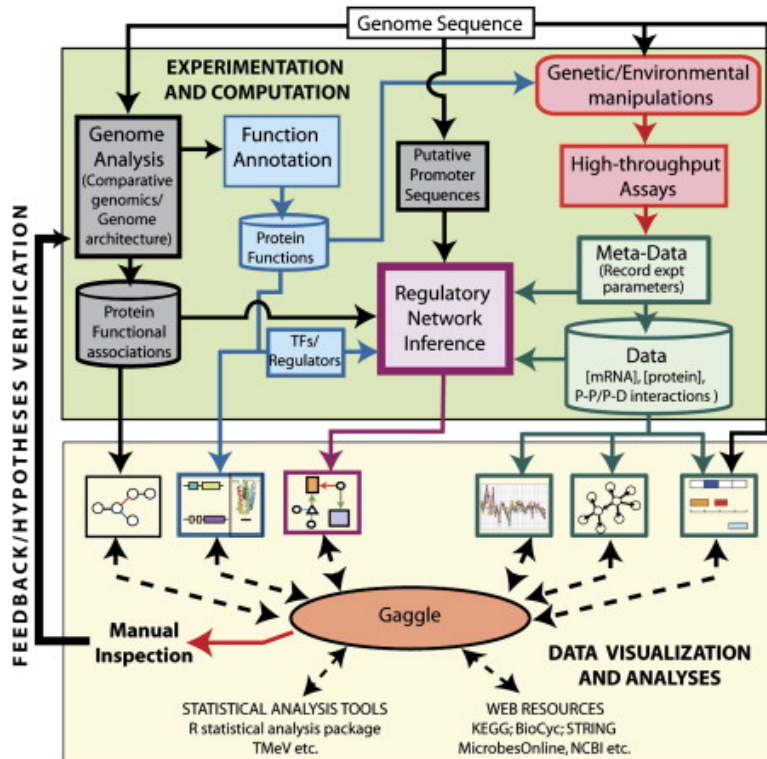 Genome Sequence
EXPERIMENTATION
AND COMPUTATION
Genetic/Environmental
manipulations
Genome
Analysis
(Comparative
genomics/
Genome
architecture)
Function
Annotation
Putative
Promoter
Sequences
High-throughput
Assays
Protein
Functions
Meta-Data
(Record expt
parameters)
Regulatory
Network
Inference
Protein
Functional
associations
TFs/
Regulators
Data
[mRNA], [protein],
P-P/P-D interactions )
FEEDBACK/HYPOTHESES VERIFICATION
Gaggle
Manual
Inspection
DATA VISUALIZATION
AND ANALYSES
STATISTICAL ANALYSIS TOOLS
R statistical analysis package
TMeV etc.
WEB RESOURCES
KEGG; BioCyc; STRING
MicrobesOnline, NCBI etc.